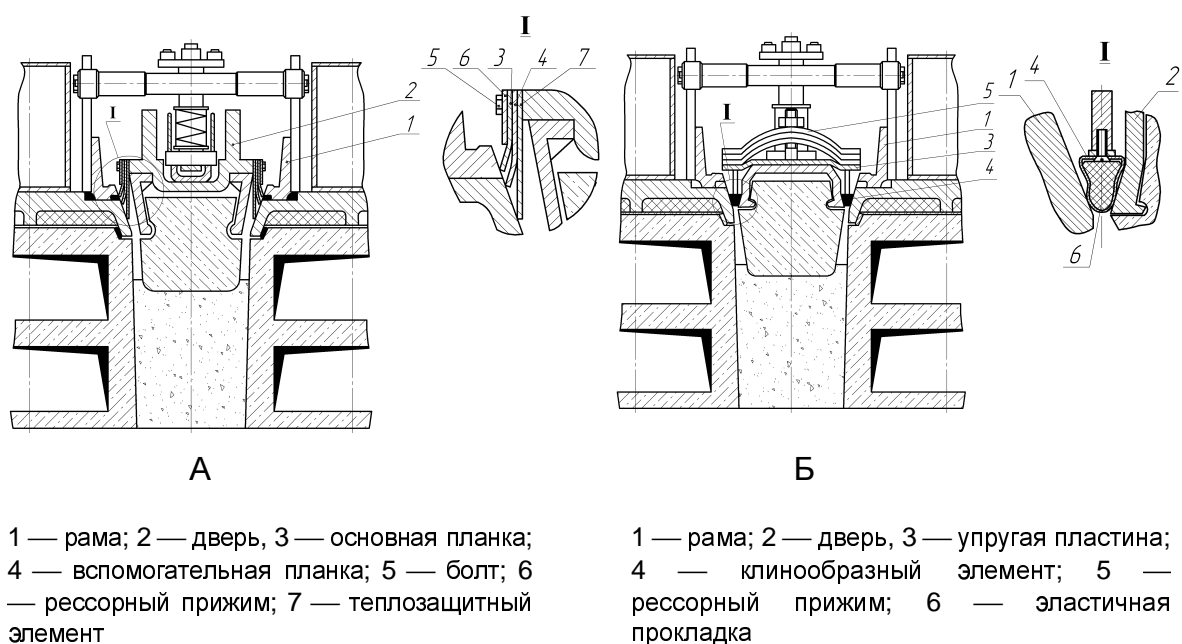 I
5 6 3 4 7
I
2
1
I
5
1
3
4
I
1 4 2
6
А
Б
1 — рама; 2 — дверь, 3 — основная планка;
4 — вспомогательная планка; 5 — болт; 6
— рессорный прижим; 7 — теплозащитный
элемент
1 — рама; 2 — дверь, 3 — упругая пластина;
4 — клинообразный элемент; 5 —
рессорный прижим; 6 — эластичная
прокладка